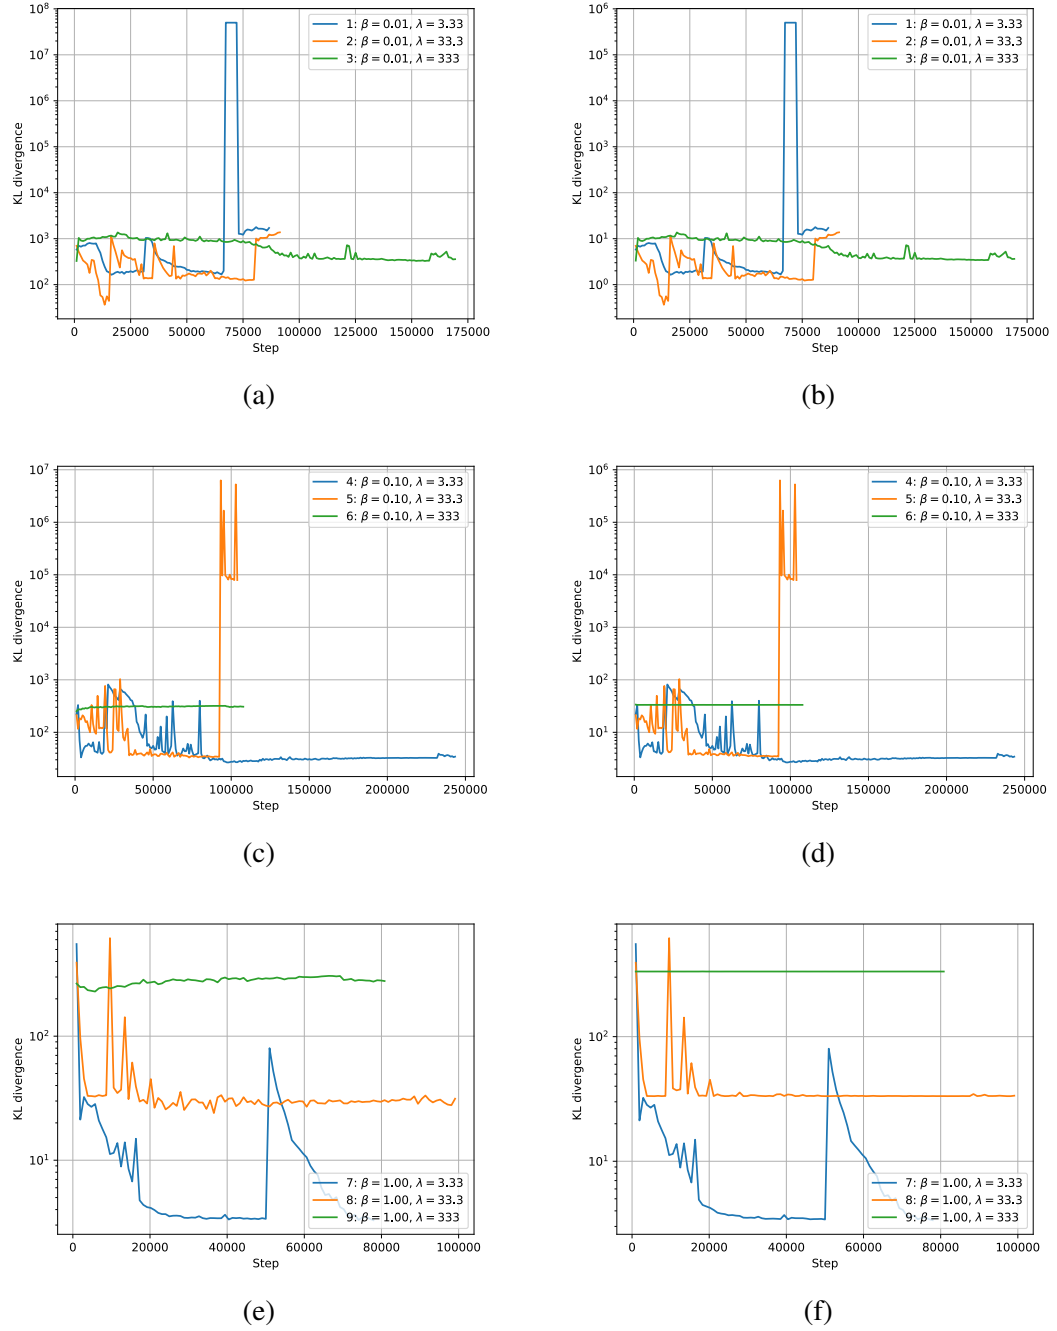 10^8
10^7
10^6
10^5
10^4
10^3
10^2
KL divergence
1: β = 0.01, λ = 3.33
2: β = 0.01, λ = 33.3
3: β = 0.01, λ = 333
0 25000 50000 75000 100000 125000 150000 175000
Step
(a)
10^6
10^5
10^4
10^3
10^2
10^1
10^0
KL divergence
1: β = 0.01, λ = 3.33
2: β = 0.01, λ = 33.3
3: β = 0.01, λ = 333
0 25000 50000 75000 100000 125000 150000 175000
Step
(b)
10^7
10^6
10^5
10^4
10^3
10^2
KL divergence
4: β = 0.10, λ = 3.33
5: β = 0.10, λ = 33.3
6: β = 0.10, λ = 333
0 50000 100000 150000 200000 250000
Step
(c)
10^6
10^5
10^4
10^3
10^2
10^1
KL divergence
4: β = 0.10, λ = 3.33
5: β = 0.10, λ = 33.3
6: β = 0.10, λ = 333
0 50000 100000 150000 200000 250000
Step
(d)
10^2
10^1
KL divergence
7: β = 1.00, λ = 3.33
8: β = 1.00, λ = 33.3
9: β = 1.00, λ = 333
0 20000 40000 60000 80000 100000
Step
(e)
10^2
10^1
KL divergence
7: β = 1.00, λ = 3.33
8: β = 1.00, λ = 33.3
9: β = 1.00, λ = 333
0 20000 40000 60000 80000 100000
Step
(f)